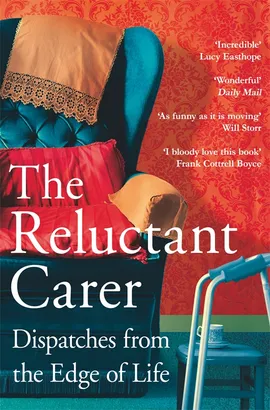 ‘Incredible’
Lucy Easthope
‘Wonderful’
Daily Mail
‘As funny as it is moving’
Will Storr
‘I bloody love this book’
Frank Cottrell Boyce
The
Reluctant
Carer
Dispatches from
the Edge of Life